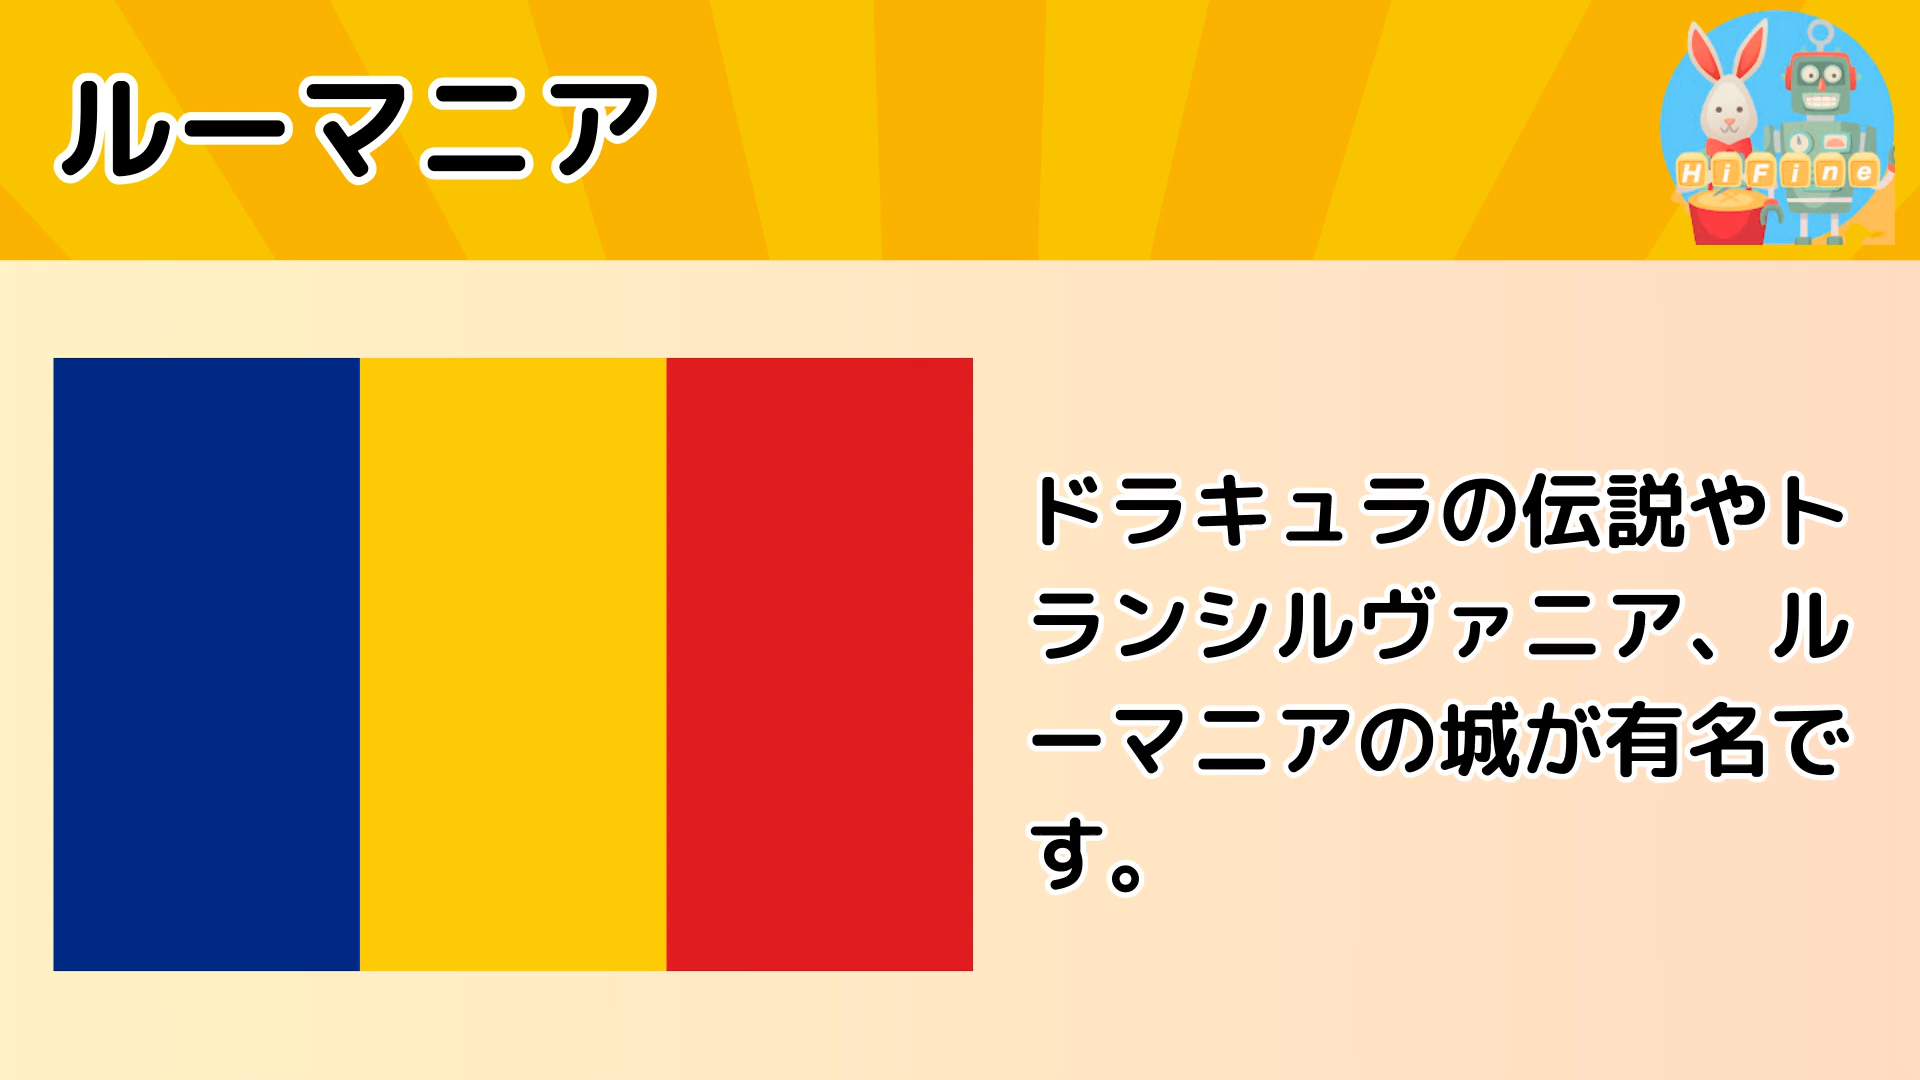 ルーマニア
HiFine
ドラキュラの伝説やト
ランシルヴァニア、ル
ーマニアの城が有名で
す。